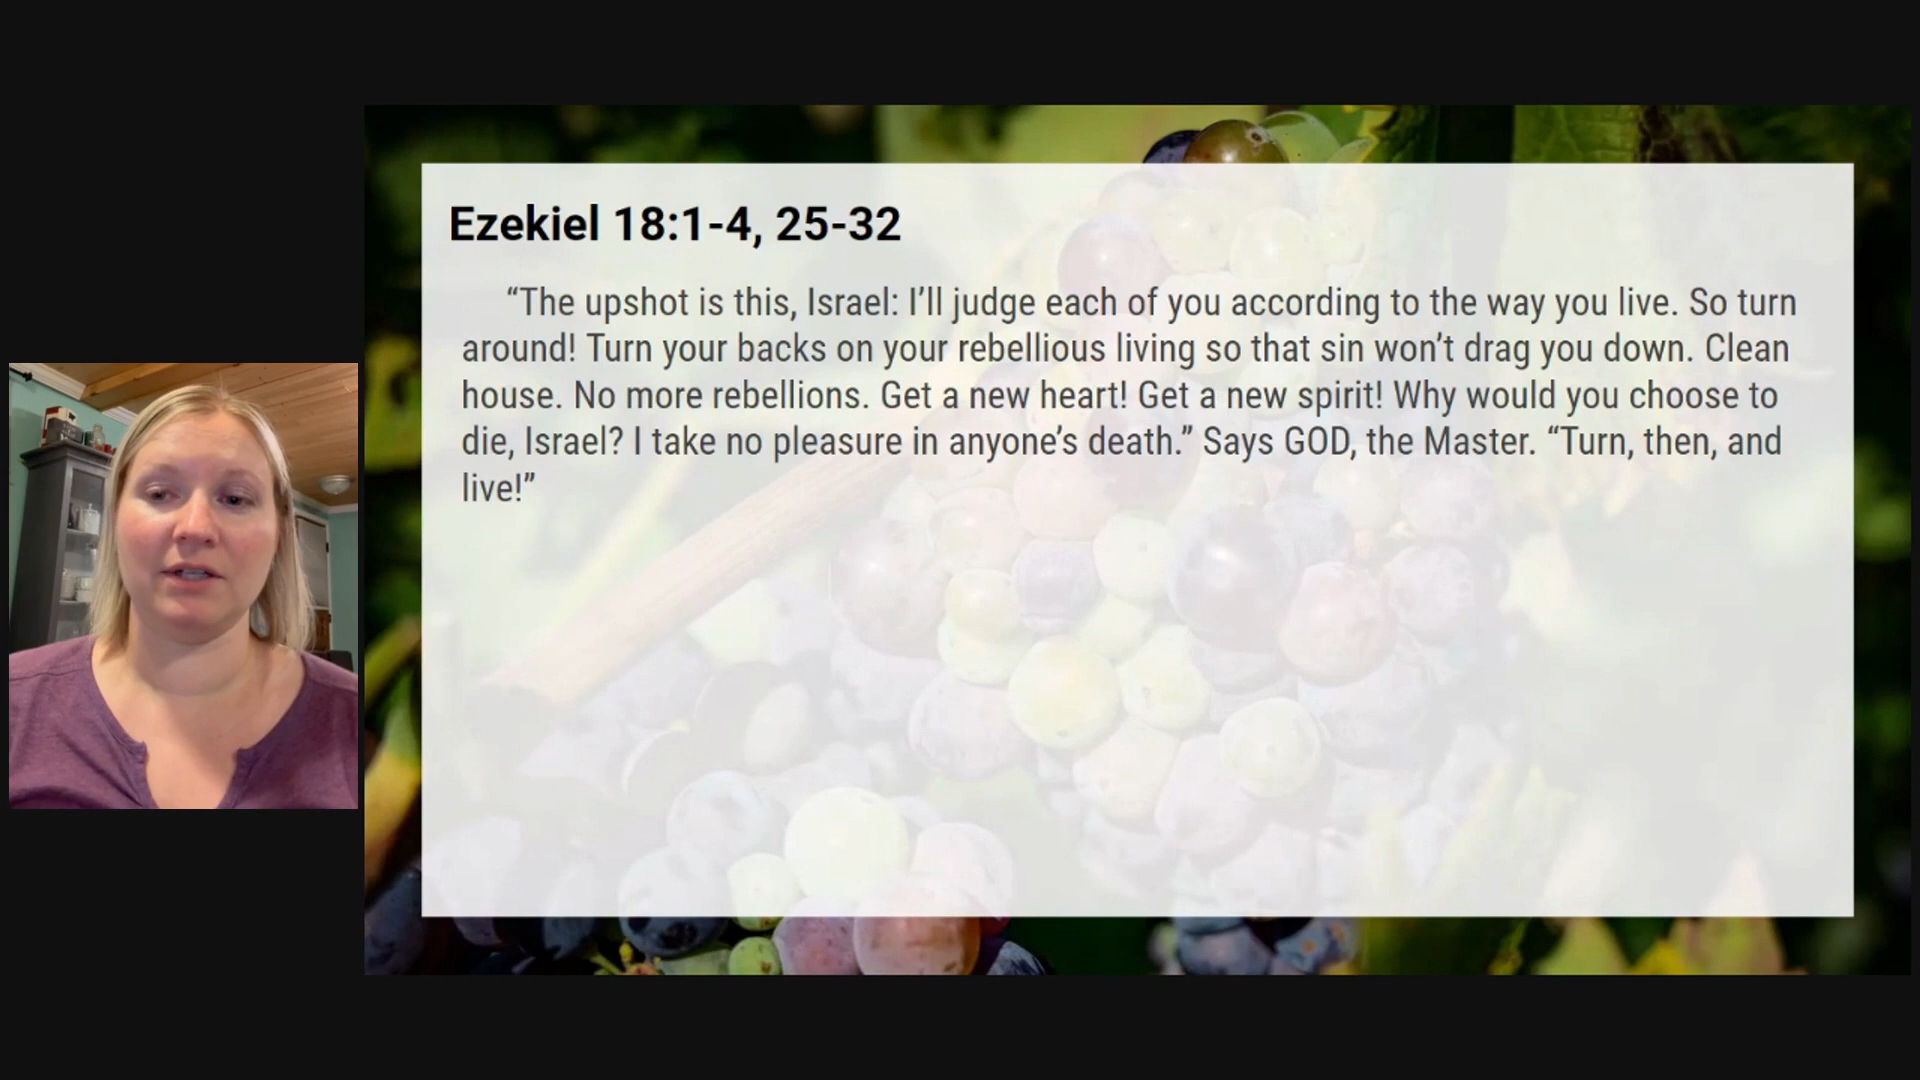 Ezekiel 18:1-4, 25-32
“The upshot is this, Israel: I’ll judge each of you according to the way you live. So turn
around! Turn your backs on your rebellious living so that sin won’t drag you down. Clean
house. No more rebellions. Get a new heart! Get a new spirit! Why would you choose to
die, Israel? I take no pleasure in anyone’s death.” Says GOD, the Master. “Turn, then, and
live!”